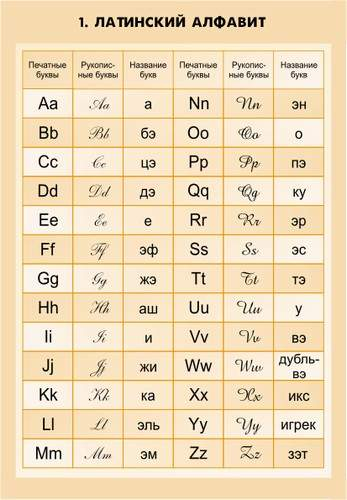 1. ЛАТИНСКИЙ АЛФАВИТ
Печатные буквы Рукопис-ные буквы Название букв Печатные буквы Рукопис-ные буквы Название букв
Aa Aa а Nn Nn эн
Bb Bb бэ Oo Oo о
Cc Cc цэ Pp Pp пэ
Dd Dd дэ Qq Qq ку
Ee Ee е Rr Rr эр
Ff Ff эф Ss Ss эс
Gg Gg жэ Tt Tt тэ
Hh Hh аш Uu Uu у
Ii Ii и Vv Vv вэ
Jj Jj жи Ww Ww дубль-вэ
Kk Kk ка Xx Xx икс
Ll Ll эль Yy Yy игрек
Mm Mm эм Zz Zz зэт